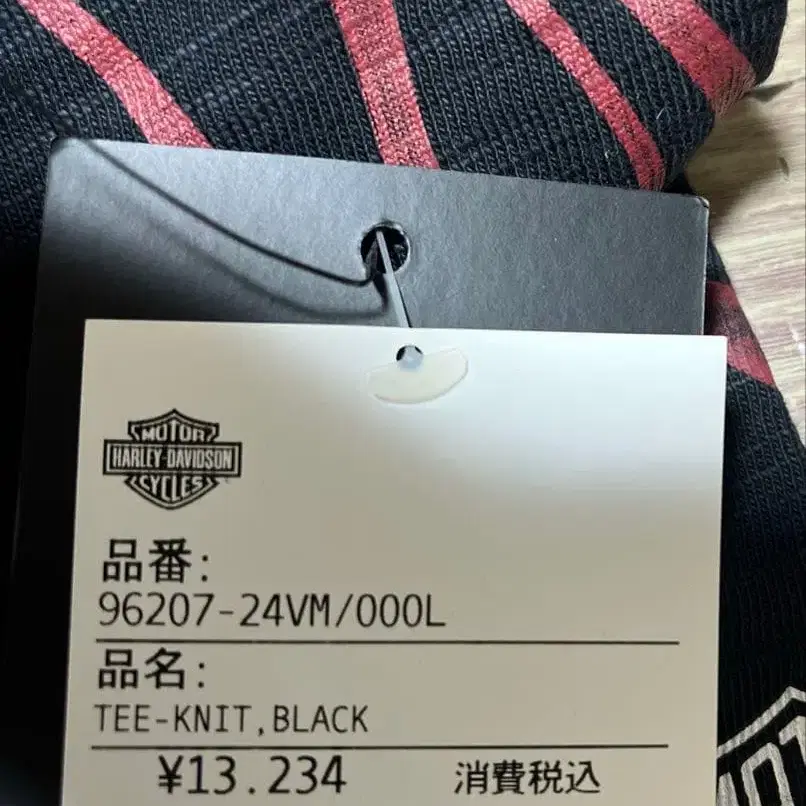 MOTOR
HARLEY-DAVIDSON
CYCLES
品番:
96207-24VM/000L
品名:
TEE-KNIT,BLACK
¥13.234 消費税込